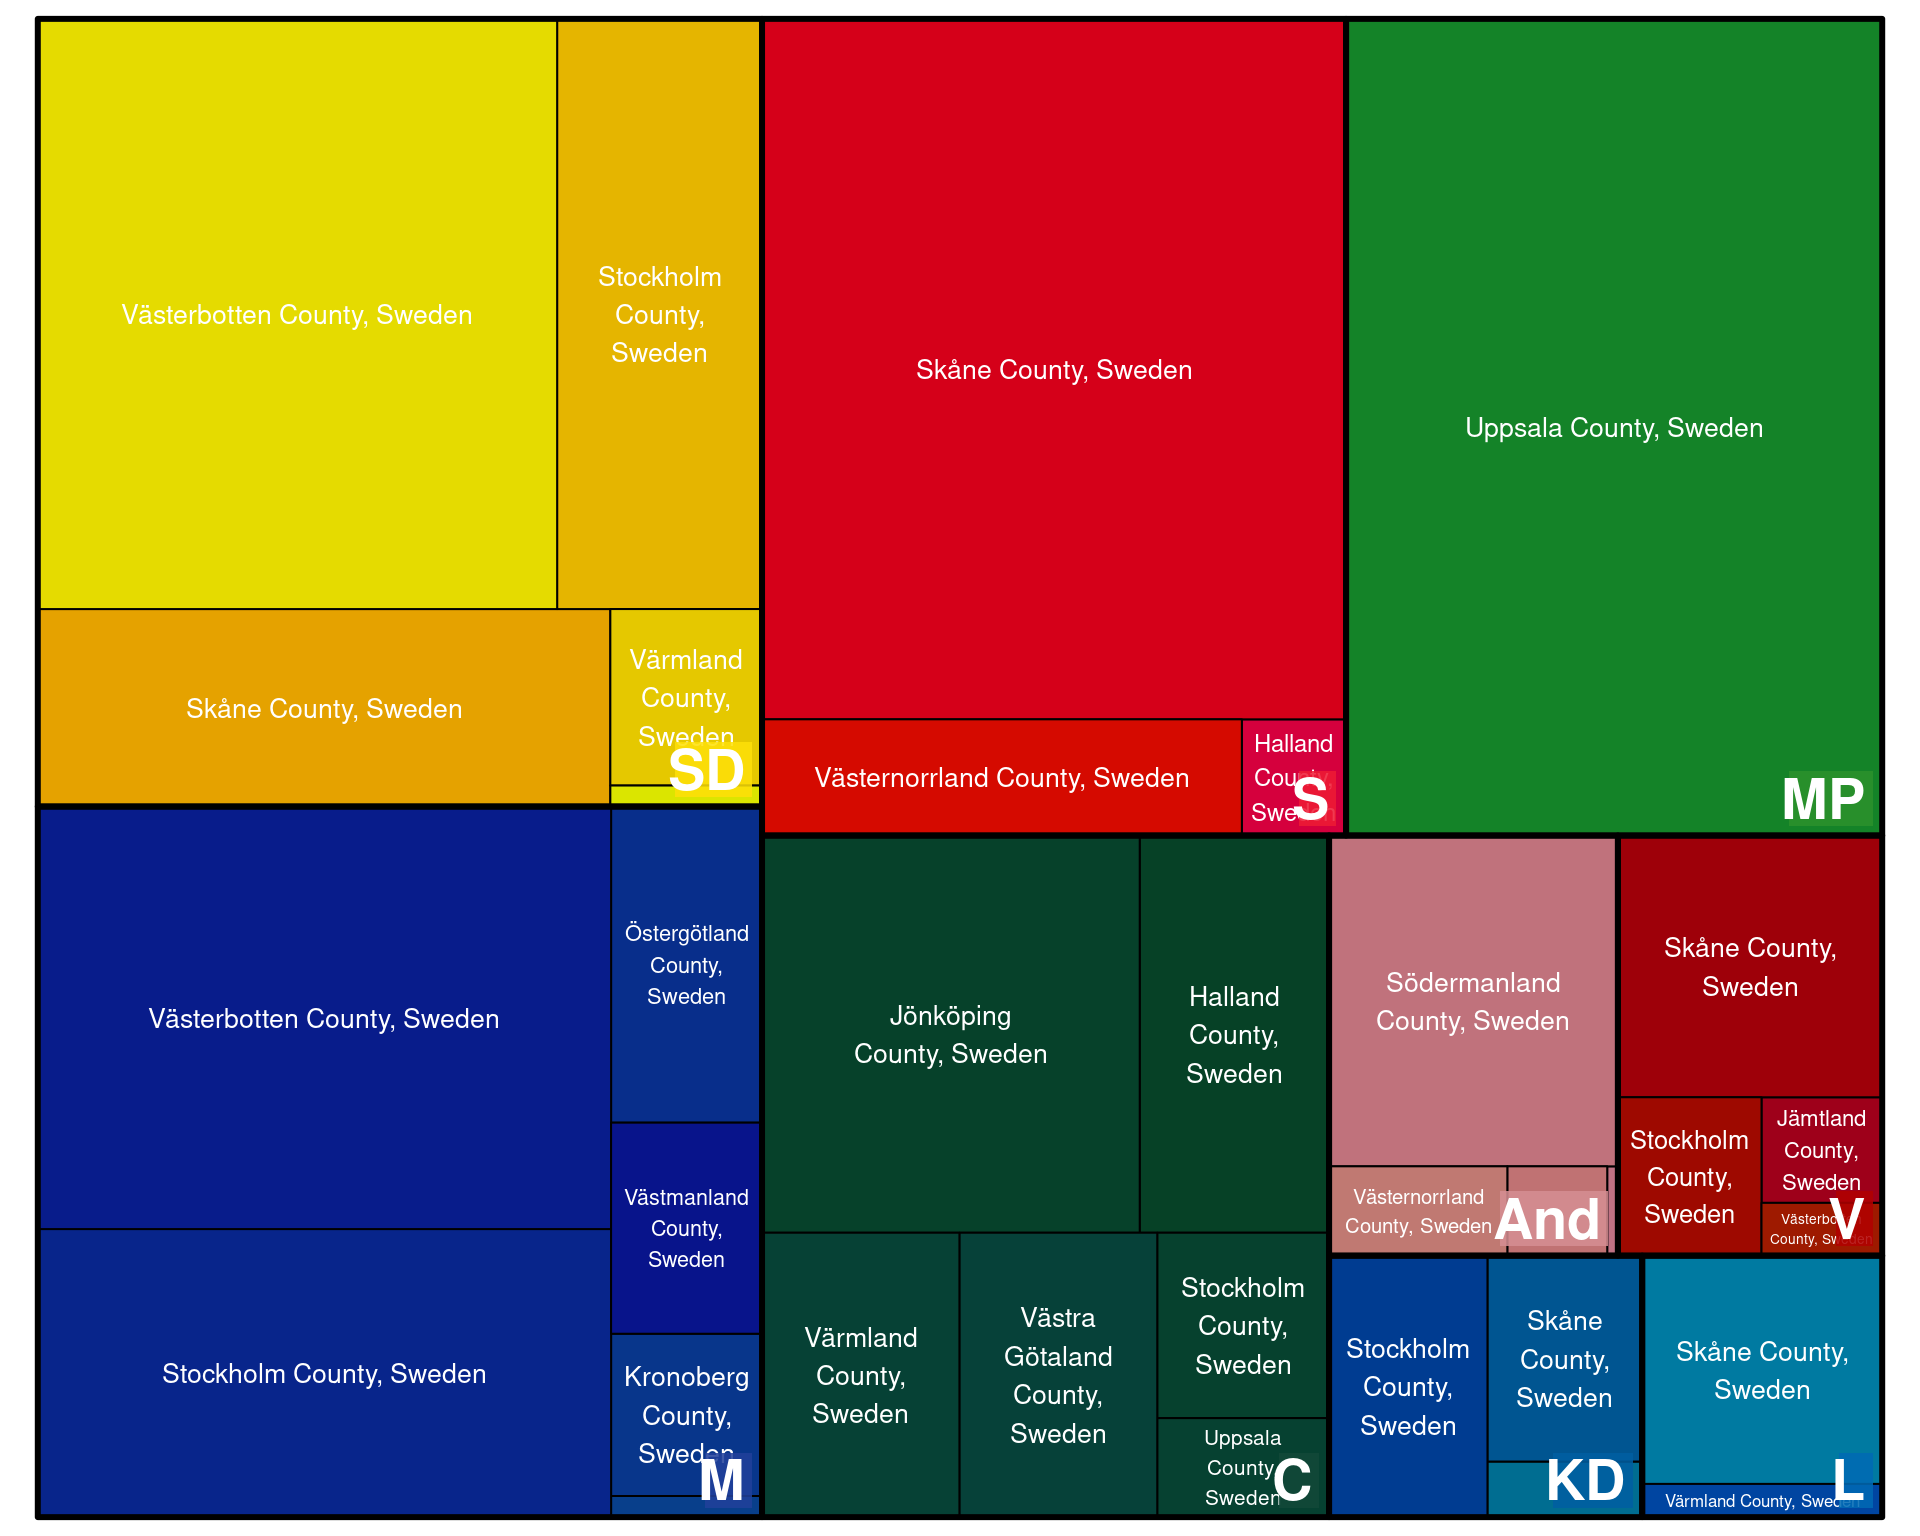 Västerbotten County, Sweden
Stockholm
County,
Sweden
Skåne County, Sweden
Värmland
County,
Sweden
SD
Skåne County, Sweden
Västernorrland County, Sweden
Halland
County,
Sweden
S
Uppsala County, Sweden
MP
Västerbotten County, Sweden
Östergötland
County,
Sweden
Västmanland
County,
Sweden
Stockholm County, Sweden
Kronoberg
County,
Sweden
M
Jönköping
County, Sweden
Halland
County,
Sweden
Värmland
County,
Sweden
Västra
Götaland
County,
Sweden
Stockholm
County,
Sweden
Uppsala
County,
Sweden
C
Södermanland
County, Sweden
Västernorrland
County, Sweden
And
Skåne County,
Sweden
Stockholm
County,
Sweden
Jämtland
County,
Sweden
Västerbotten
County, Sweden
V
Stockholm
County,
Sweden
Skåne
County,
Sweden
KD
Skåne County,
Sweden
Värmland County, Sweden
L